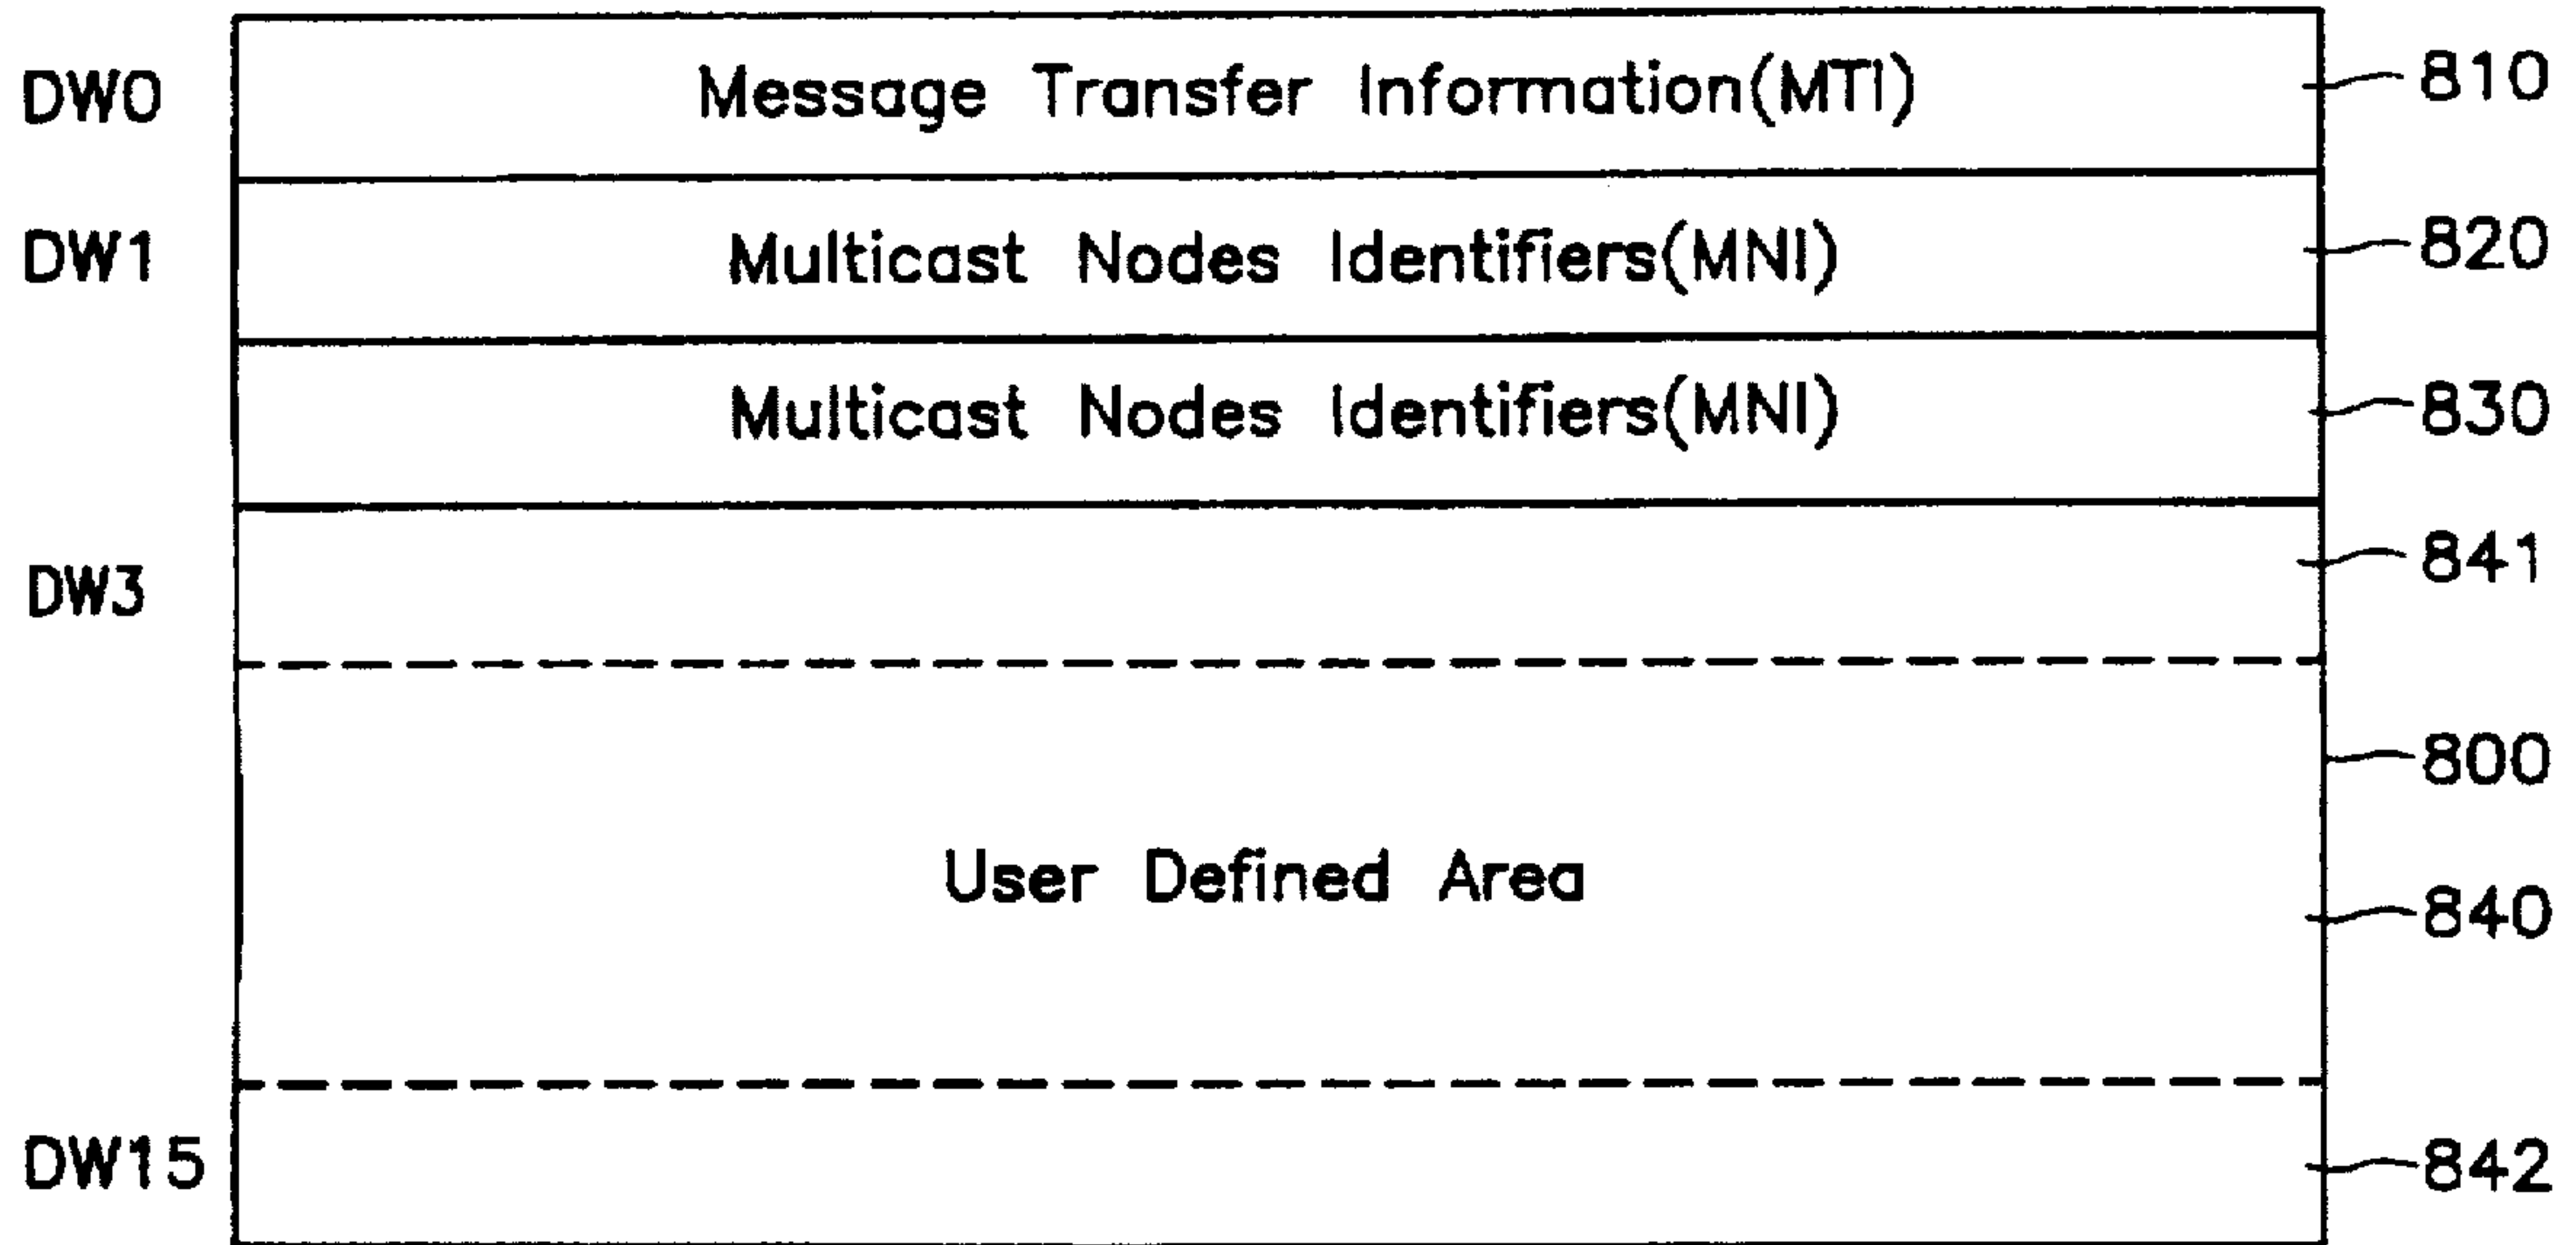 DW0 Message Transfer Information(MTI) 810
DW1 Multicast Nodes Identifiers(MNI) 820
Multicast Nodes Identifiers(MNI) 830
DW3 841
800
User Defined Area 840
DW15 842